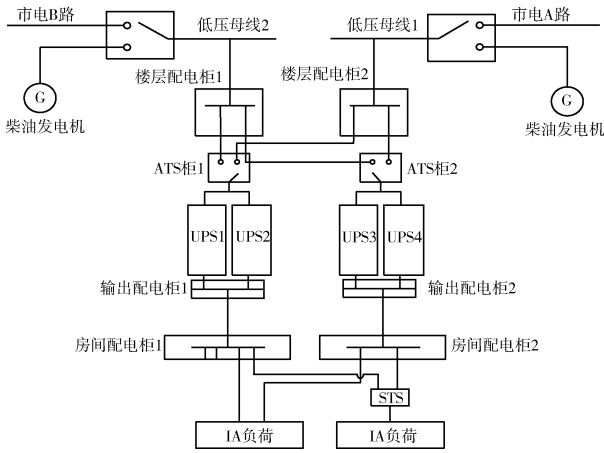 市电B路
低压母线2
低压母线1
市电A路
楼层配电柜1
楼层配电柜2
G
G
柴油发电机
柴油发电机
ATS柜1
ATS柜2
UPS1
UPS2
UPS3
UPS4
输出配电柜1
输出配电柜2
房间配电柜1
房间配电柜2
STS
IA负荷
IA负荷